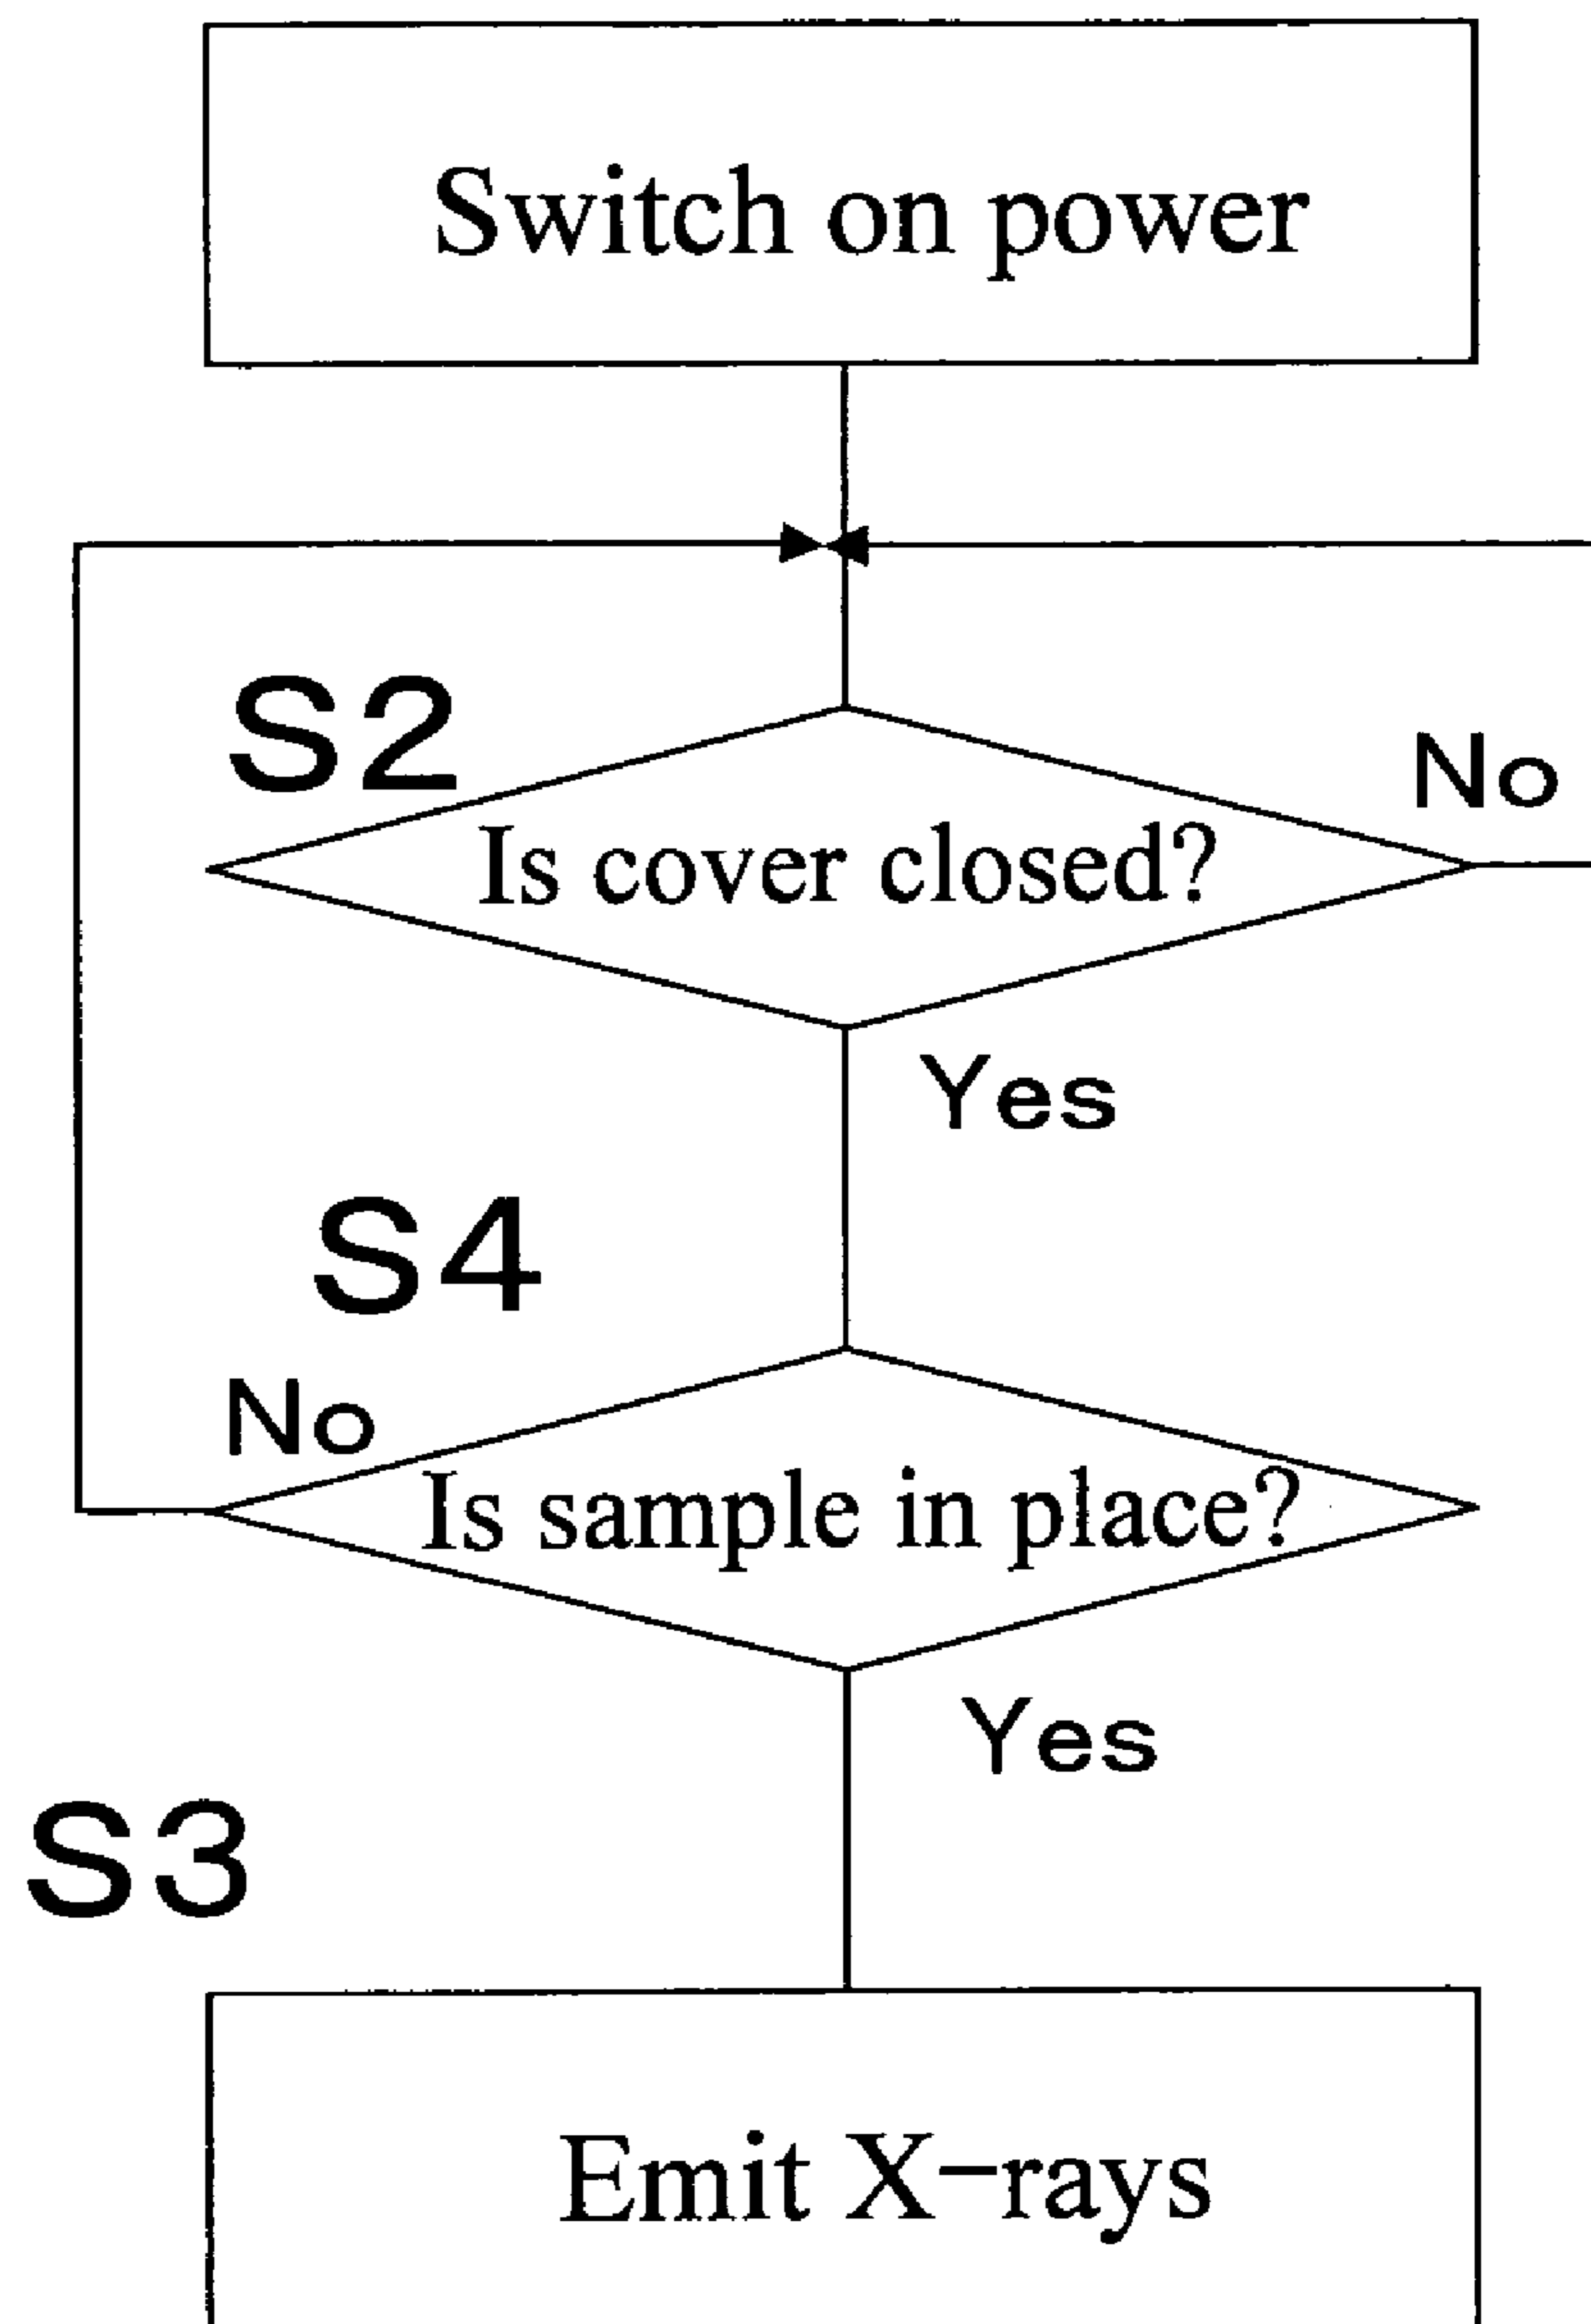 Switch on power
S2
No
Is cover closed?
Yes
S4
No
Is sample in place?
Yes
S3
Emit X-rays